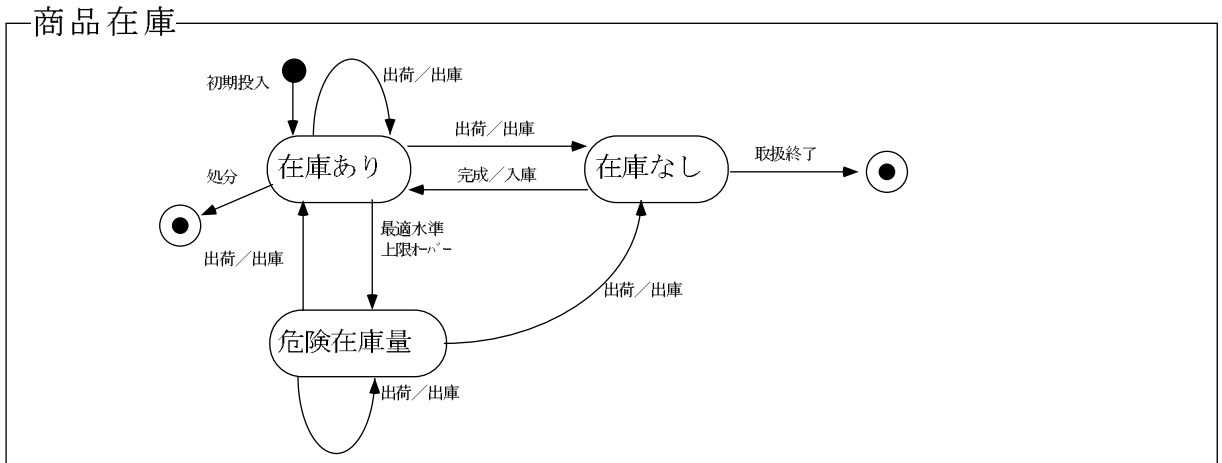 商品在庫
初期投入
出荷／出庫
出荷／出庫
在庫あり
在庫なし
取扱終了
完成／入庫
処分
最適水準
上限オーバー
出荷／出庫
出荷／出庫
危険在庫量
出荷／出庫